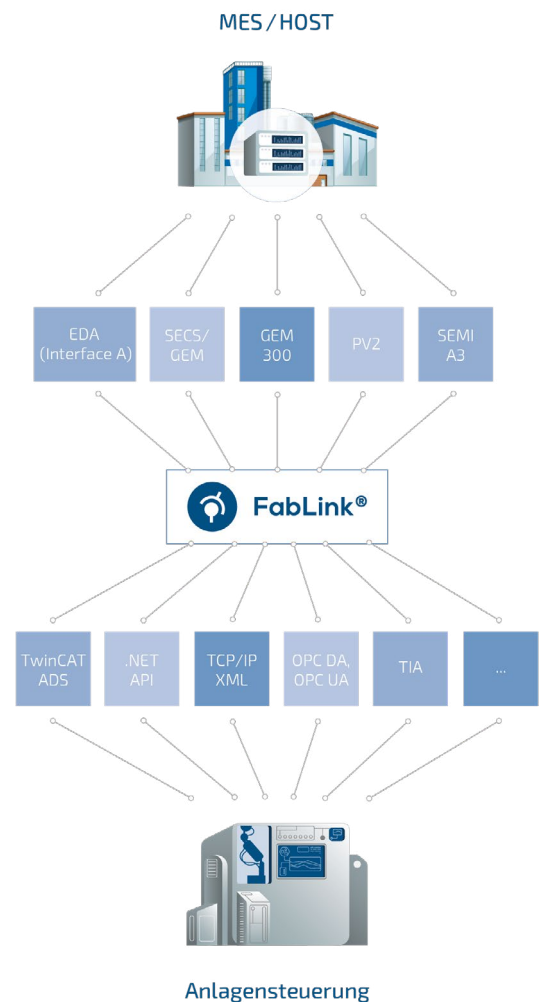 MES/HOST
EDA
(Interface A)
SECS/
GEM
GEM
300
PV2
SEMI
A3
FabLink®
TwinCAT
ADS
.NET
API
TCP/IP
XML
OPC DA,
OPC UA
TIA
...
Anlagensteuerung